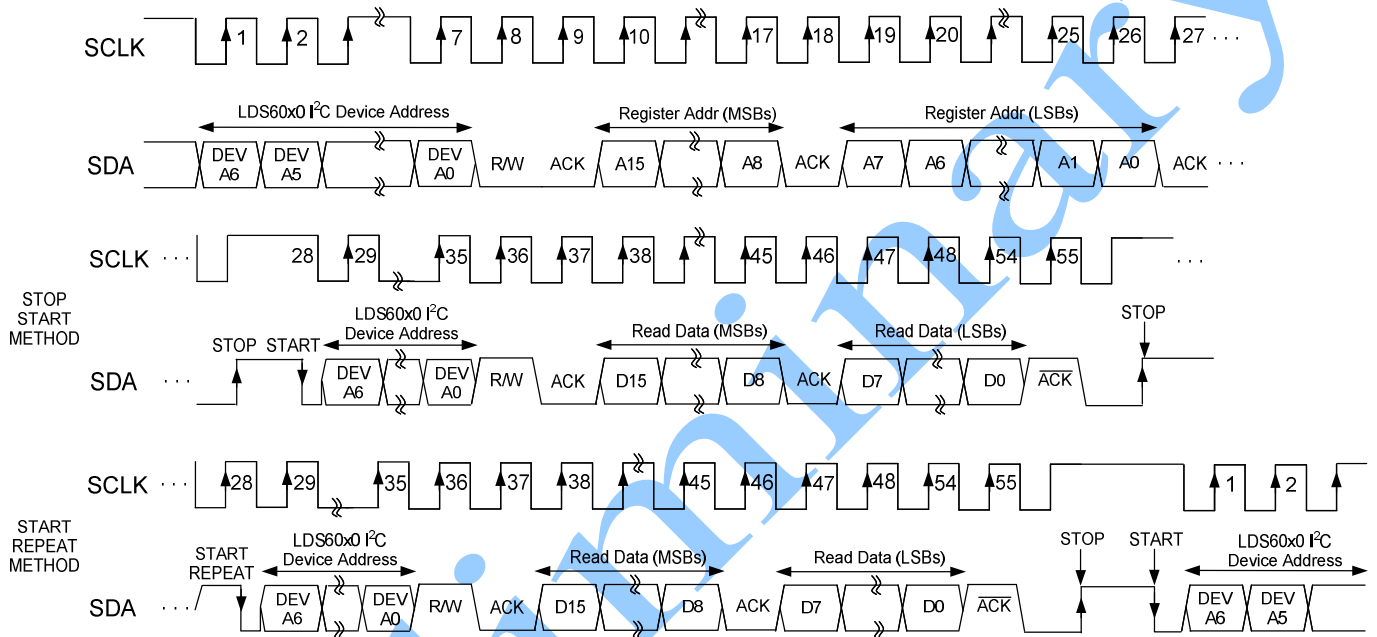 SCLK 1 2 7 8 9 10 17 18 19 20 25 26 27 · · ·
LDS60x0 I²C Device Address Register Addr (MSBs) Register Addr (LSBs)
SDA DEV A6 DEV A5 DEV A0 R/W ACK A15 A8 ACK A7 A6 A1 A0 ACK · · ·
STOP START METHOD
SCLK · · · 28 29 35 36 37 38 45 46 47 48 54 55 · · ·
LDS60x0 I²C Device Address Read Data (MSBs) Read Data (LSBs) STOP
STOP START
SDA · · · DEV A6 DEV A0 R/W ACK D15 D8 ACK D7 D0 A̅C̅K̅
START REPEAT METHOD
SCLK · · · 28 29 35 36 37 38 45 46 47 48 54 55 1 2
START REPEAT LDS60x0 I²C Device Address Read Data (MSBs) Read Data (LSBs) STOP START LDS60x0 I²C Device Address
SDA · · · DEV A6 DEV A0 R/W ACK D15 D8 ACK D7 D0 A̅C̅K̅ DEV A6 DEV A5